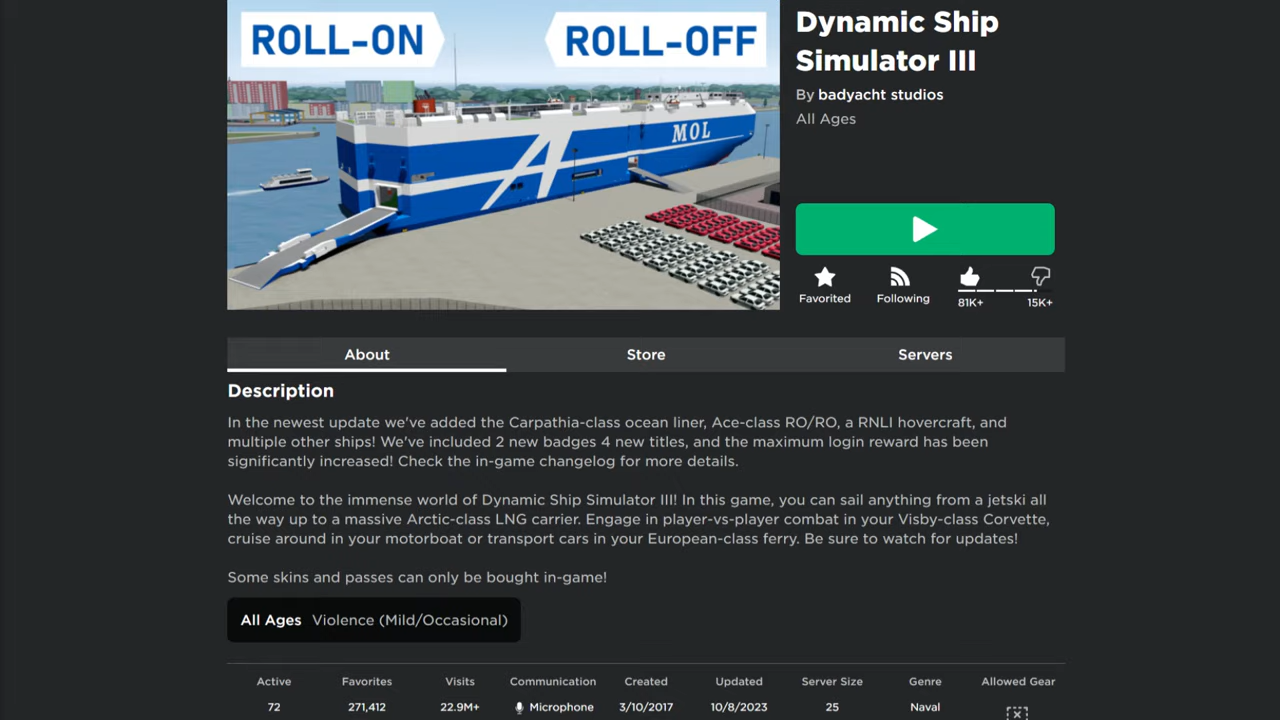 ROLL-ON
ROLL-OFF
MOL
Dynamic Ship
Simulator III
By badyacht studios
All Ages
Favorited
Following
81K+
15K+
About
Store
Servers
Description
In the newest update we've added the Carpathia-class ocean liner, Ace-class RO/RO, a RNLI hovercraft, and
multiple other ships! We've included 2 new badges 4 new titles, and the maximum login reward has been
significantly increased! Check the in-game changelog for more details.
Welcome to the immense world of Dynamic Ship Simulator III! In this game, you can sail anything from a jetski all
the way up to a massive Arctic-class LNG carrier. Engage in player-vs-player combat in your Visby-class Corvette,
cruise around in your motorboat or transport cars in your European-class ferry. Be sure to watch for updates!
Some skins and passes can only be bought in-game!
All Ages Violence (Mild/Occasional)
Active Favorites Visits Communication Created Updated Server Size Genre Allowed Gear
72 271,412 22.9M+ Microphone 3/10/2017 10/8/2023 25 Naval